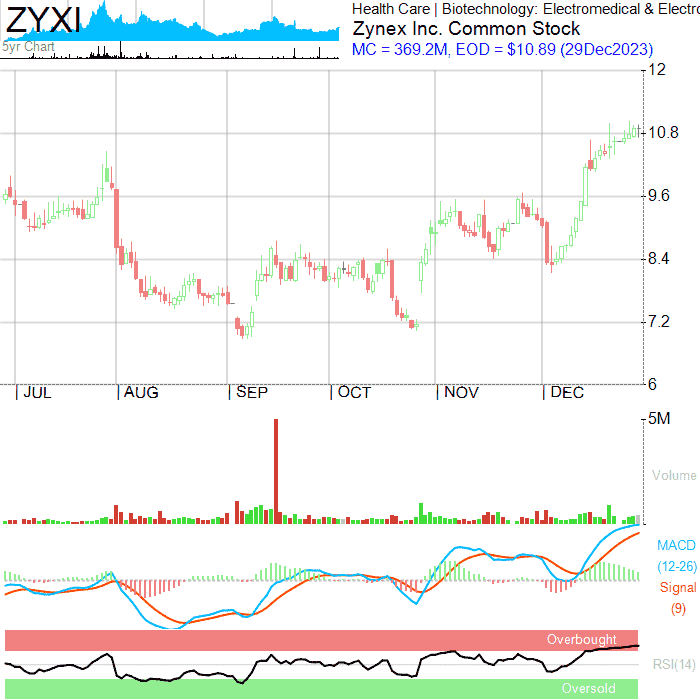 ZYXI
5yr Chart
Health Care | Biotechnology: Electromedical & Electro
Zynex Inc. Common Stock
MC = 369.2M, EOD = $10.89 (29Dec2023)
12
10.8
9.6
8.4
7.2
6
JUL AUG SEP OCT NOV DEC
5M
Volume
MACD
(12-26)
Signal
(9)
Overbought
RSI(14)
Oversold